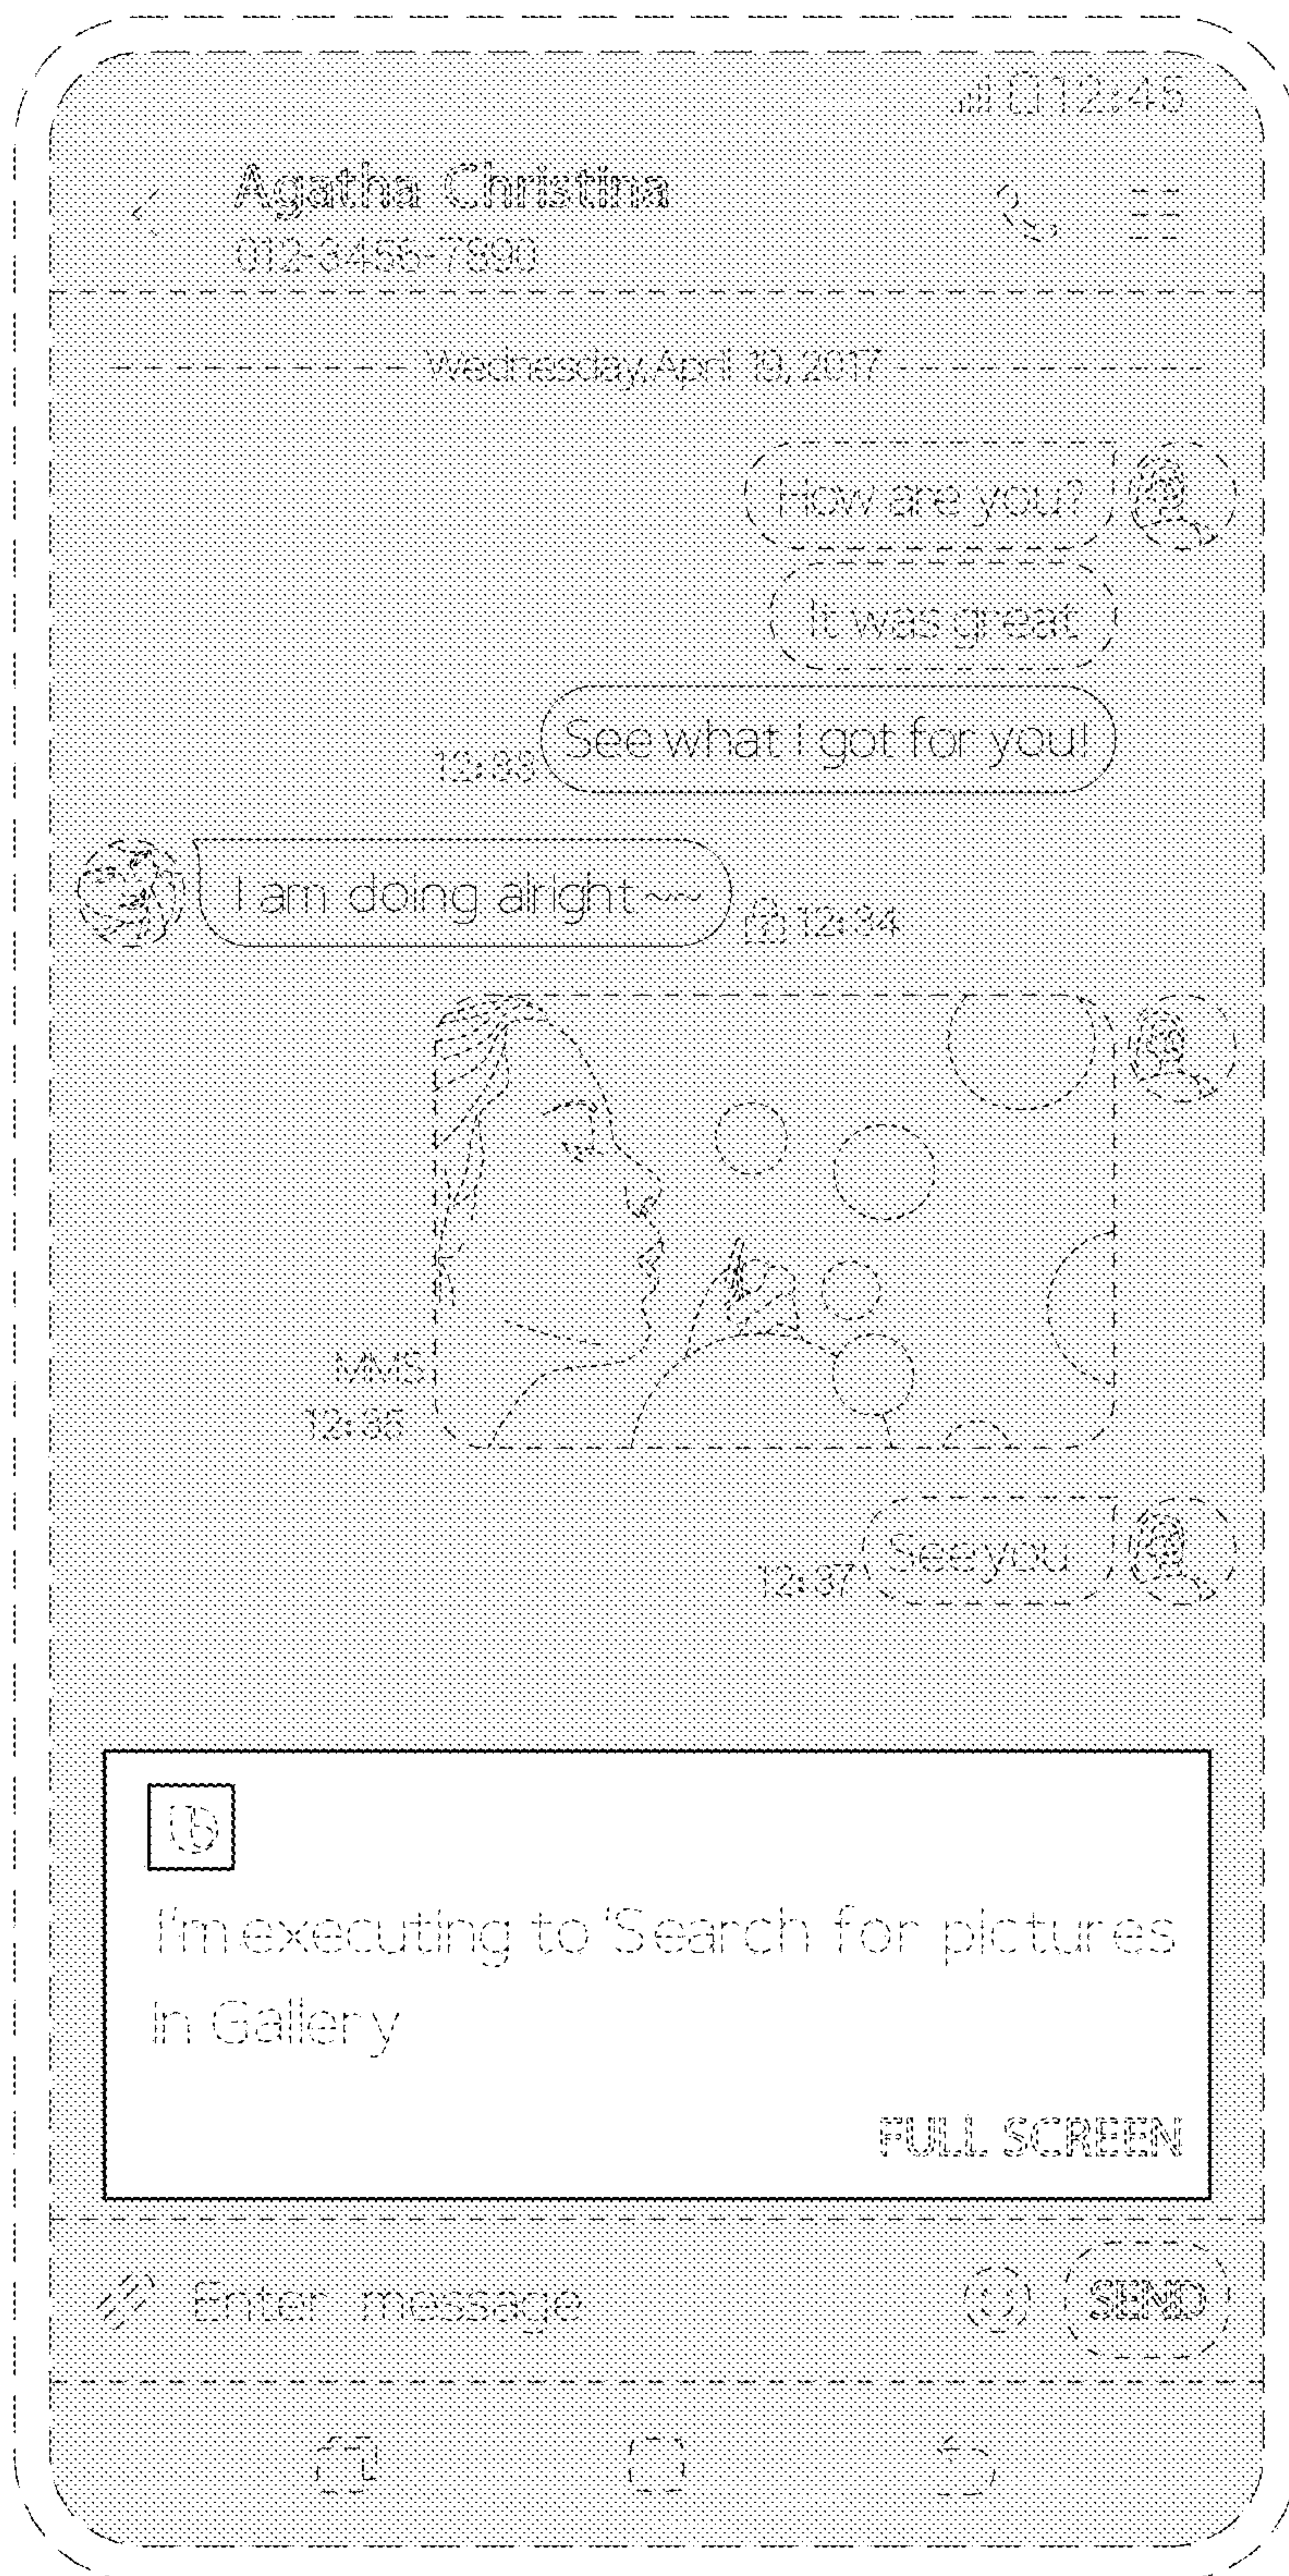 12:45
Agatha Christina
012-3456-7890
Wednesday, April 19, 2017
How are you?
It was great
See what I got for you!
12:33
I am doing alright ~~
12:34
MMS
12:35
See you
12:37
I'm executing to 'Search for pictures
in Gallery
FULL SCREEN
Enter message
SEND